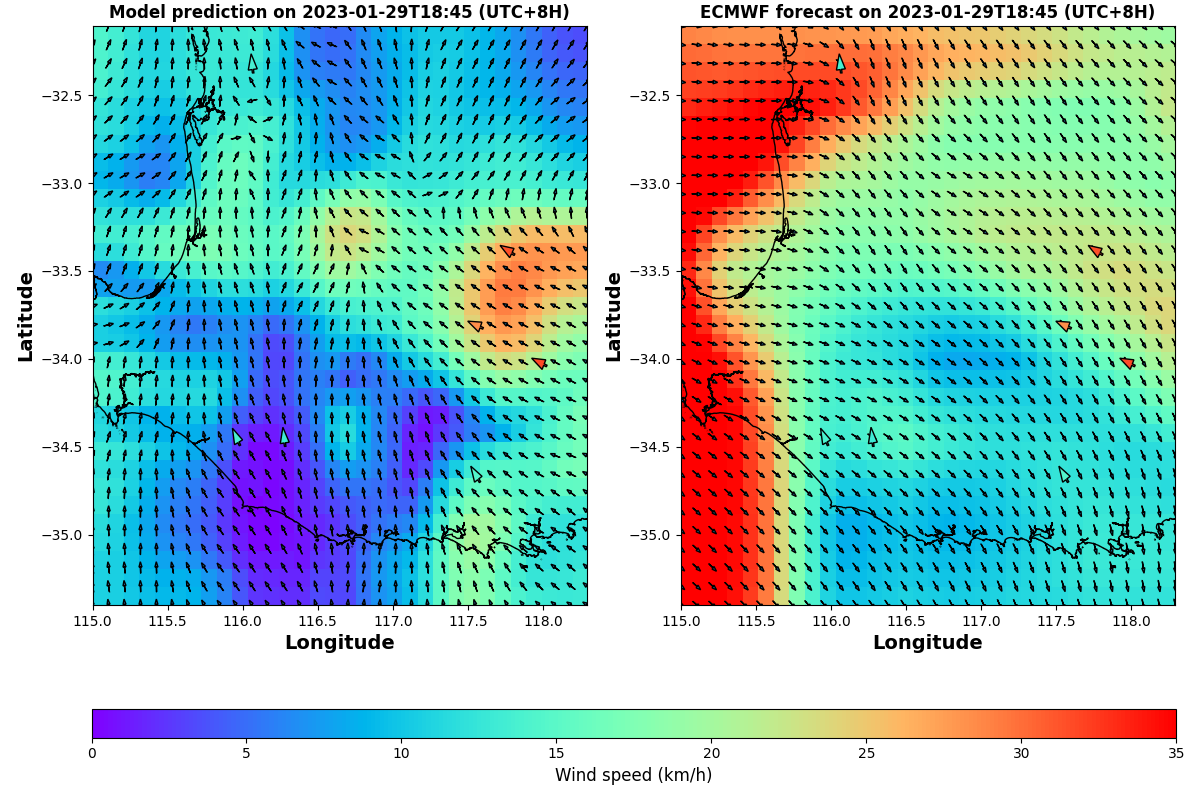 Model prediction on 2023-01-29T18:45 (UTC+8H)
ECMWF forecast on 2023-01-29T18:45 (UTC+8H)
Latitude
−32.5
−33.0
−33.5
−34.0
−34.5
−35.0
Latitude
−32.5
−33.0
−33.5
−34.0
−34.5
−35.0
115.0 115.5 116.0 116.5 117.0 117.5 118.0
115.0 115.5 116.0 116.5 117.0 117.5 118.0
Longitude
Longitude
0 5 10 15 20 25 30 35
Wind speed (km/h)